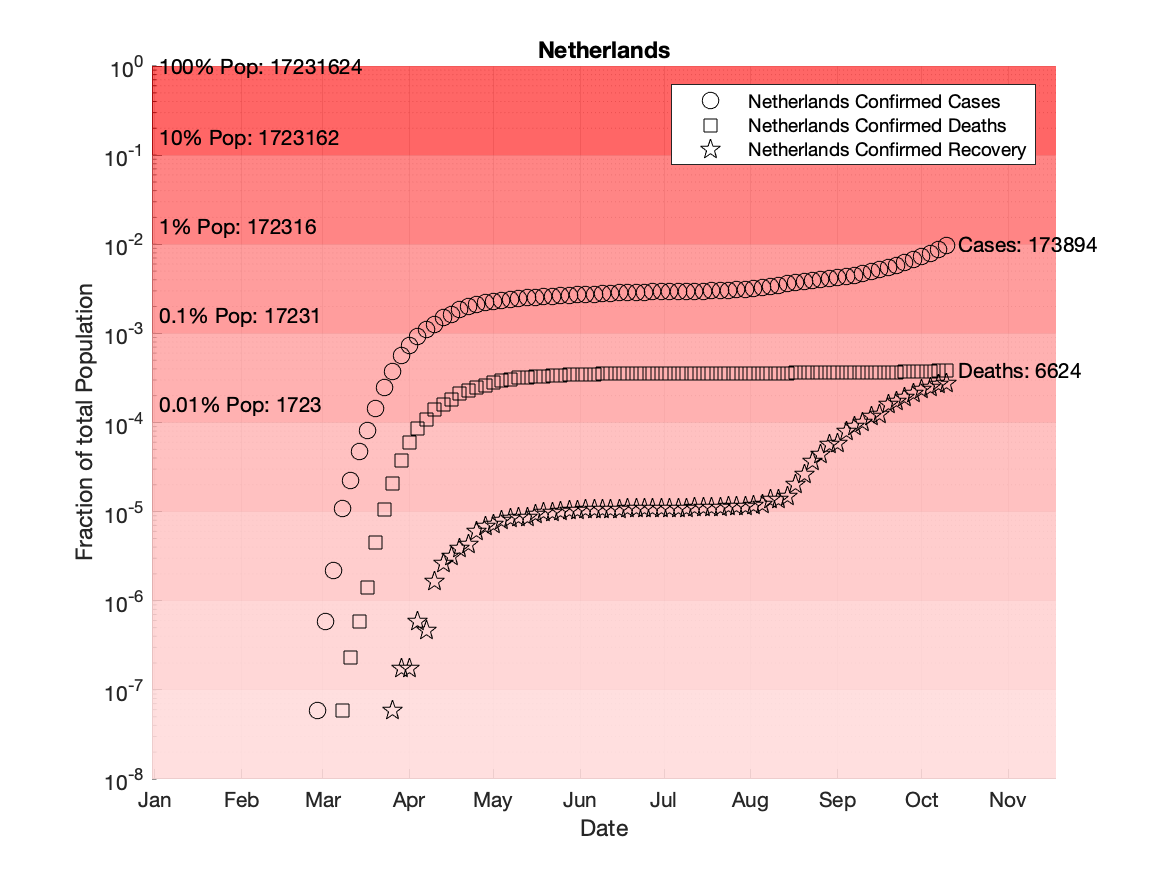 Netherlands
10^0
10^-1
10^-2
10^-3
10^-4
10^-5
10^-6
10^-7
10^-8
Fraction of total Population
100% Pop: 17231624
10% Pop: 1723162
1% Pop: 172316
0.1% Pop: 17231
0.01% Pop: 1723
Netherlands Confirmed Cases
Netherlands Confirmed Deaths
Netherlands Confirmed Recovery
Cases: 173894
Deaths: 6624
Jan Feb Mar Apr May Jun Jul Aug Sep Oct Nov
Date